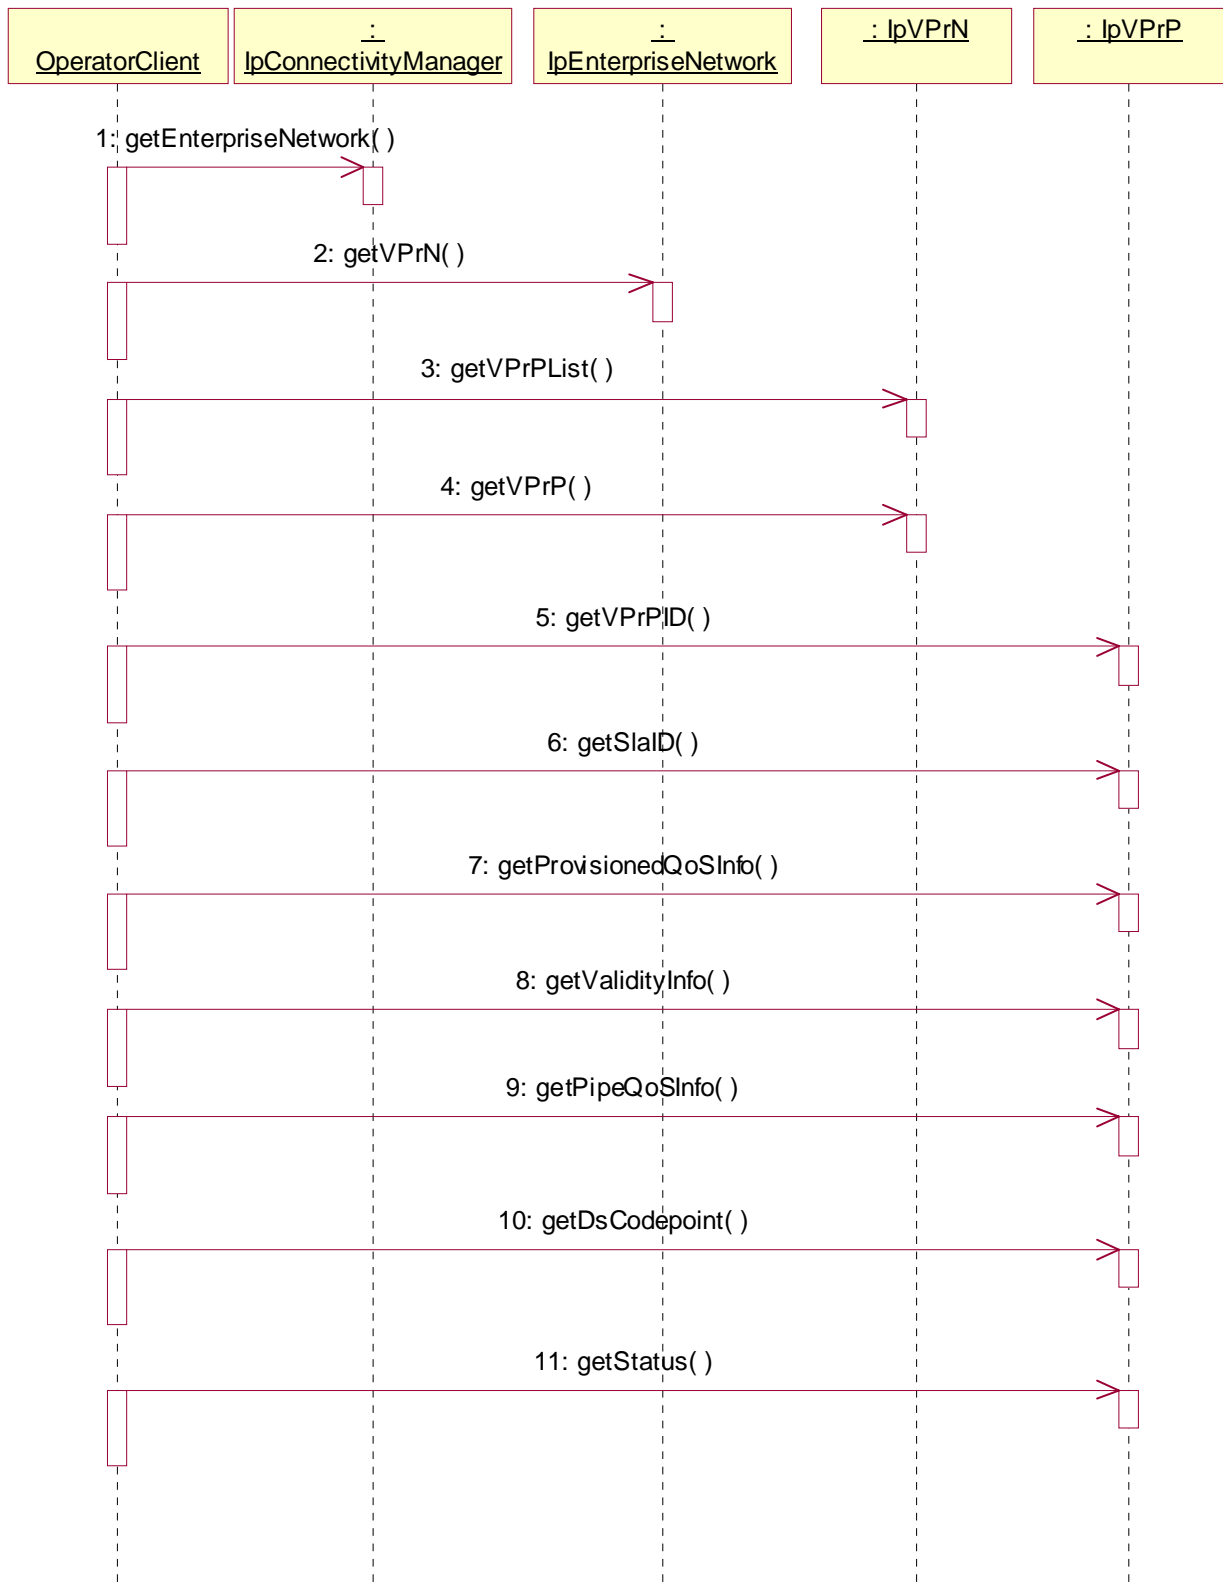 OperatorClient
:
IpConnectivityManager
:
IpEnterpriseNetwork
: IpVPrN
: IpVPrP
1: getEnterpriseNetwork( )
2: getVPrN( )
3: getVPrPList( )
4: getVPrP( )
5: getVPrPID( )
6: getSlaID( )
7: getProvisionedQoSInfo( )
8: getValidityInfo( )
9: getPipeQoSInfo( )
10: getDsCodepoint( )
11: getStatus( )